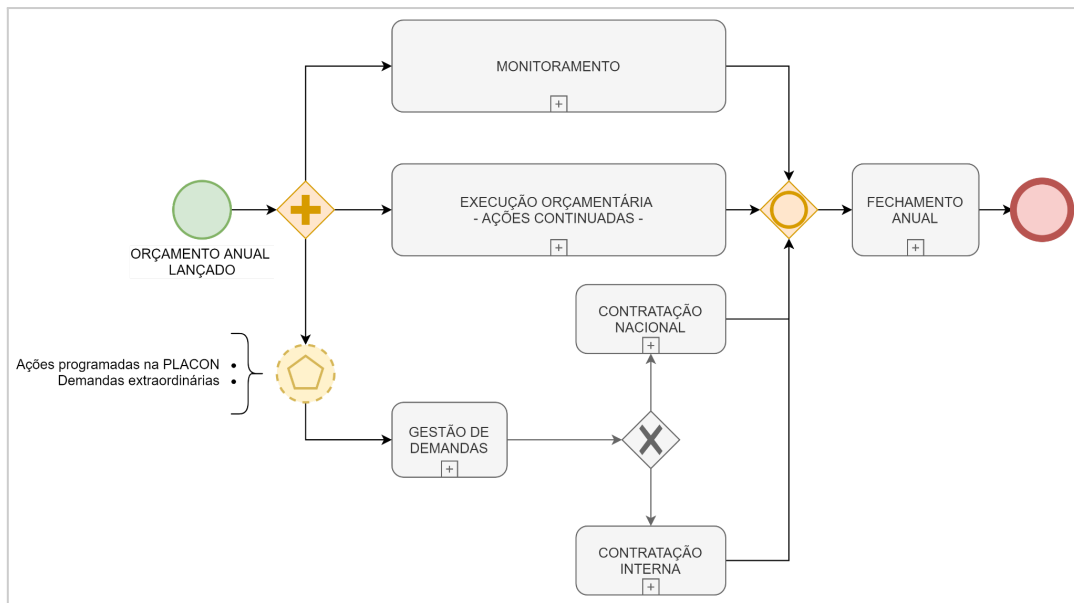 MONITORAMENTO
EXECUÇÃO ORÇAMENTÁRIA
- AÇÕES CONTINUADAS -
FECHAMENTO
ANUAL
ORÇAMENTO ANUAL
LANÇADO
CONTRATAÇÃO
NACIONAL
Ações programadas na PLACON •
Demandas extraordinárias •
GESTÃO DE
DEMANDAS
CONTRATAÇÃO
INTERNA